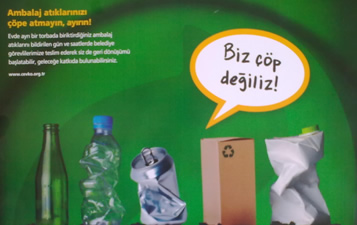 Ambalaj atıklarınızı
çöpe atmayın, ayırın!
Evde ayrı bir torbada biriktirdiğiniz ambalaj
atıklarını bildirilen gün ve saatlerde belediye
görevlilerimize teslim ederek siz de geri dönüşümü
başlatabilir, geleceğe katkıda bulunabilirsiniz.
www.cevko.org.tr
Biz çöp
değiliz!